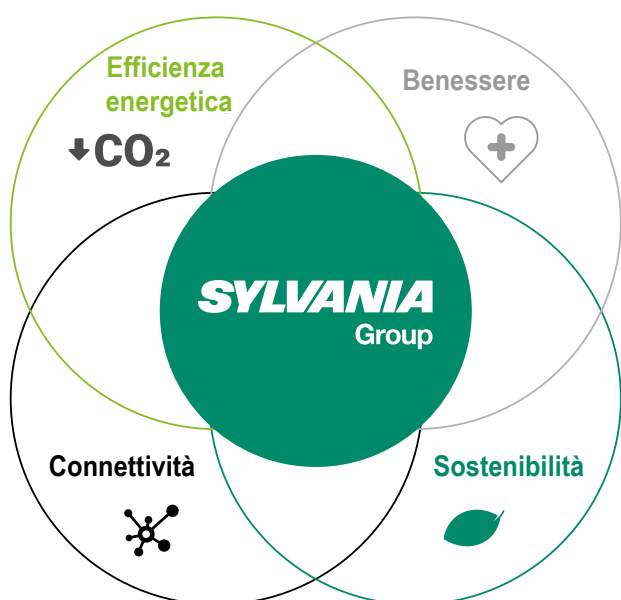 Efficienza
energetica
Benessere
CO₂
SYLVANIA
Group
Connettività
Sostenibilità